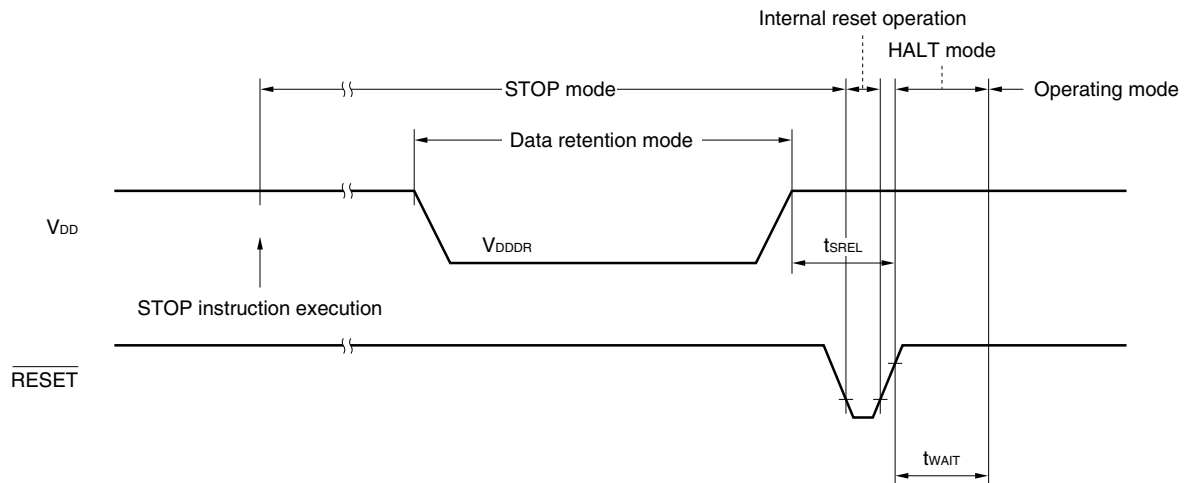 Internal reset operation
HALT mode
STOP mode
Operating mode
Data retention mode
VDD
VDDDR
tSREL
STOP instruction execution
RESET
tWAIT